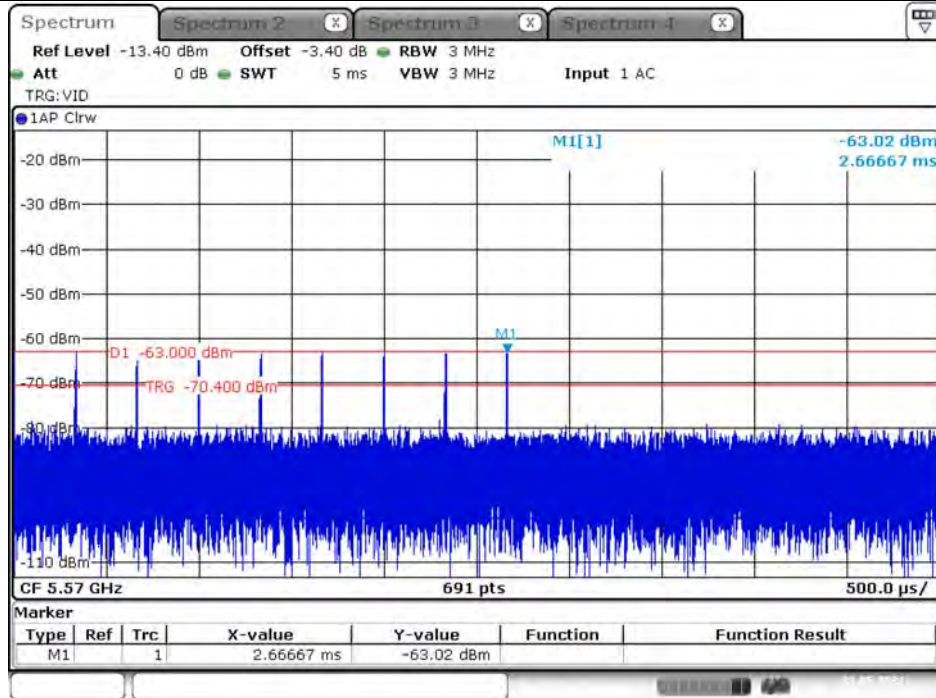 Spectrum Spectrum 2 X Spectrum 3 X Spectrum 4 X
Ref Level -13.40 dBm Offset -3.40 dB RBW 3 MHz
Att 0 dB SWT 5 ms VBW 3 MHz Input 1 AC
TRG:VID
1AP Clrw
M1[1] -63.02 dBm
2.66667 ms
-20 dBm
-30 dBm
-40 dBm
-50 dBm
-60 dBm
M1
D1 -63.000 dBm
-70 dBm
TRG -70.400 dBm
-80 dBm
-110 dBm
CF 5.57 GHz 691 pts 500.0 µs/
Marker
Type Ref Trc X-value Y-value Function Function Result
M1 1 2.66667 ms -63.02 dBm